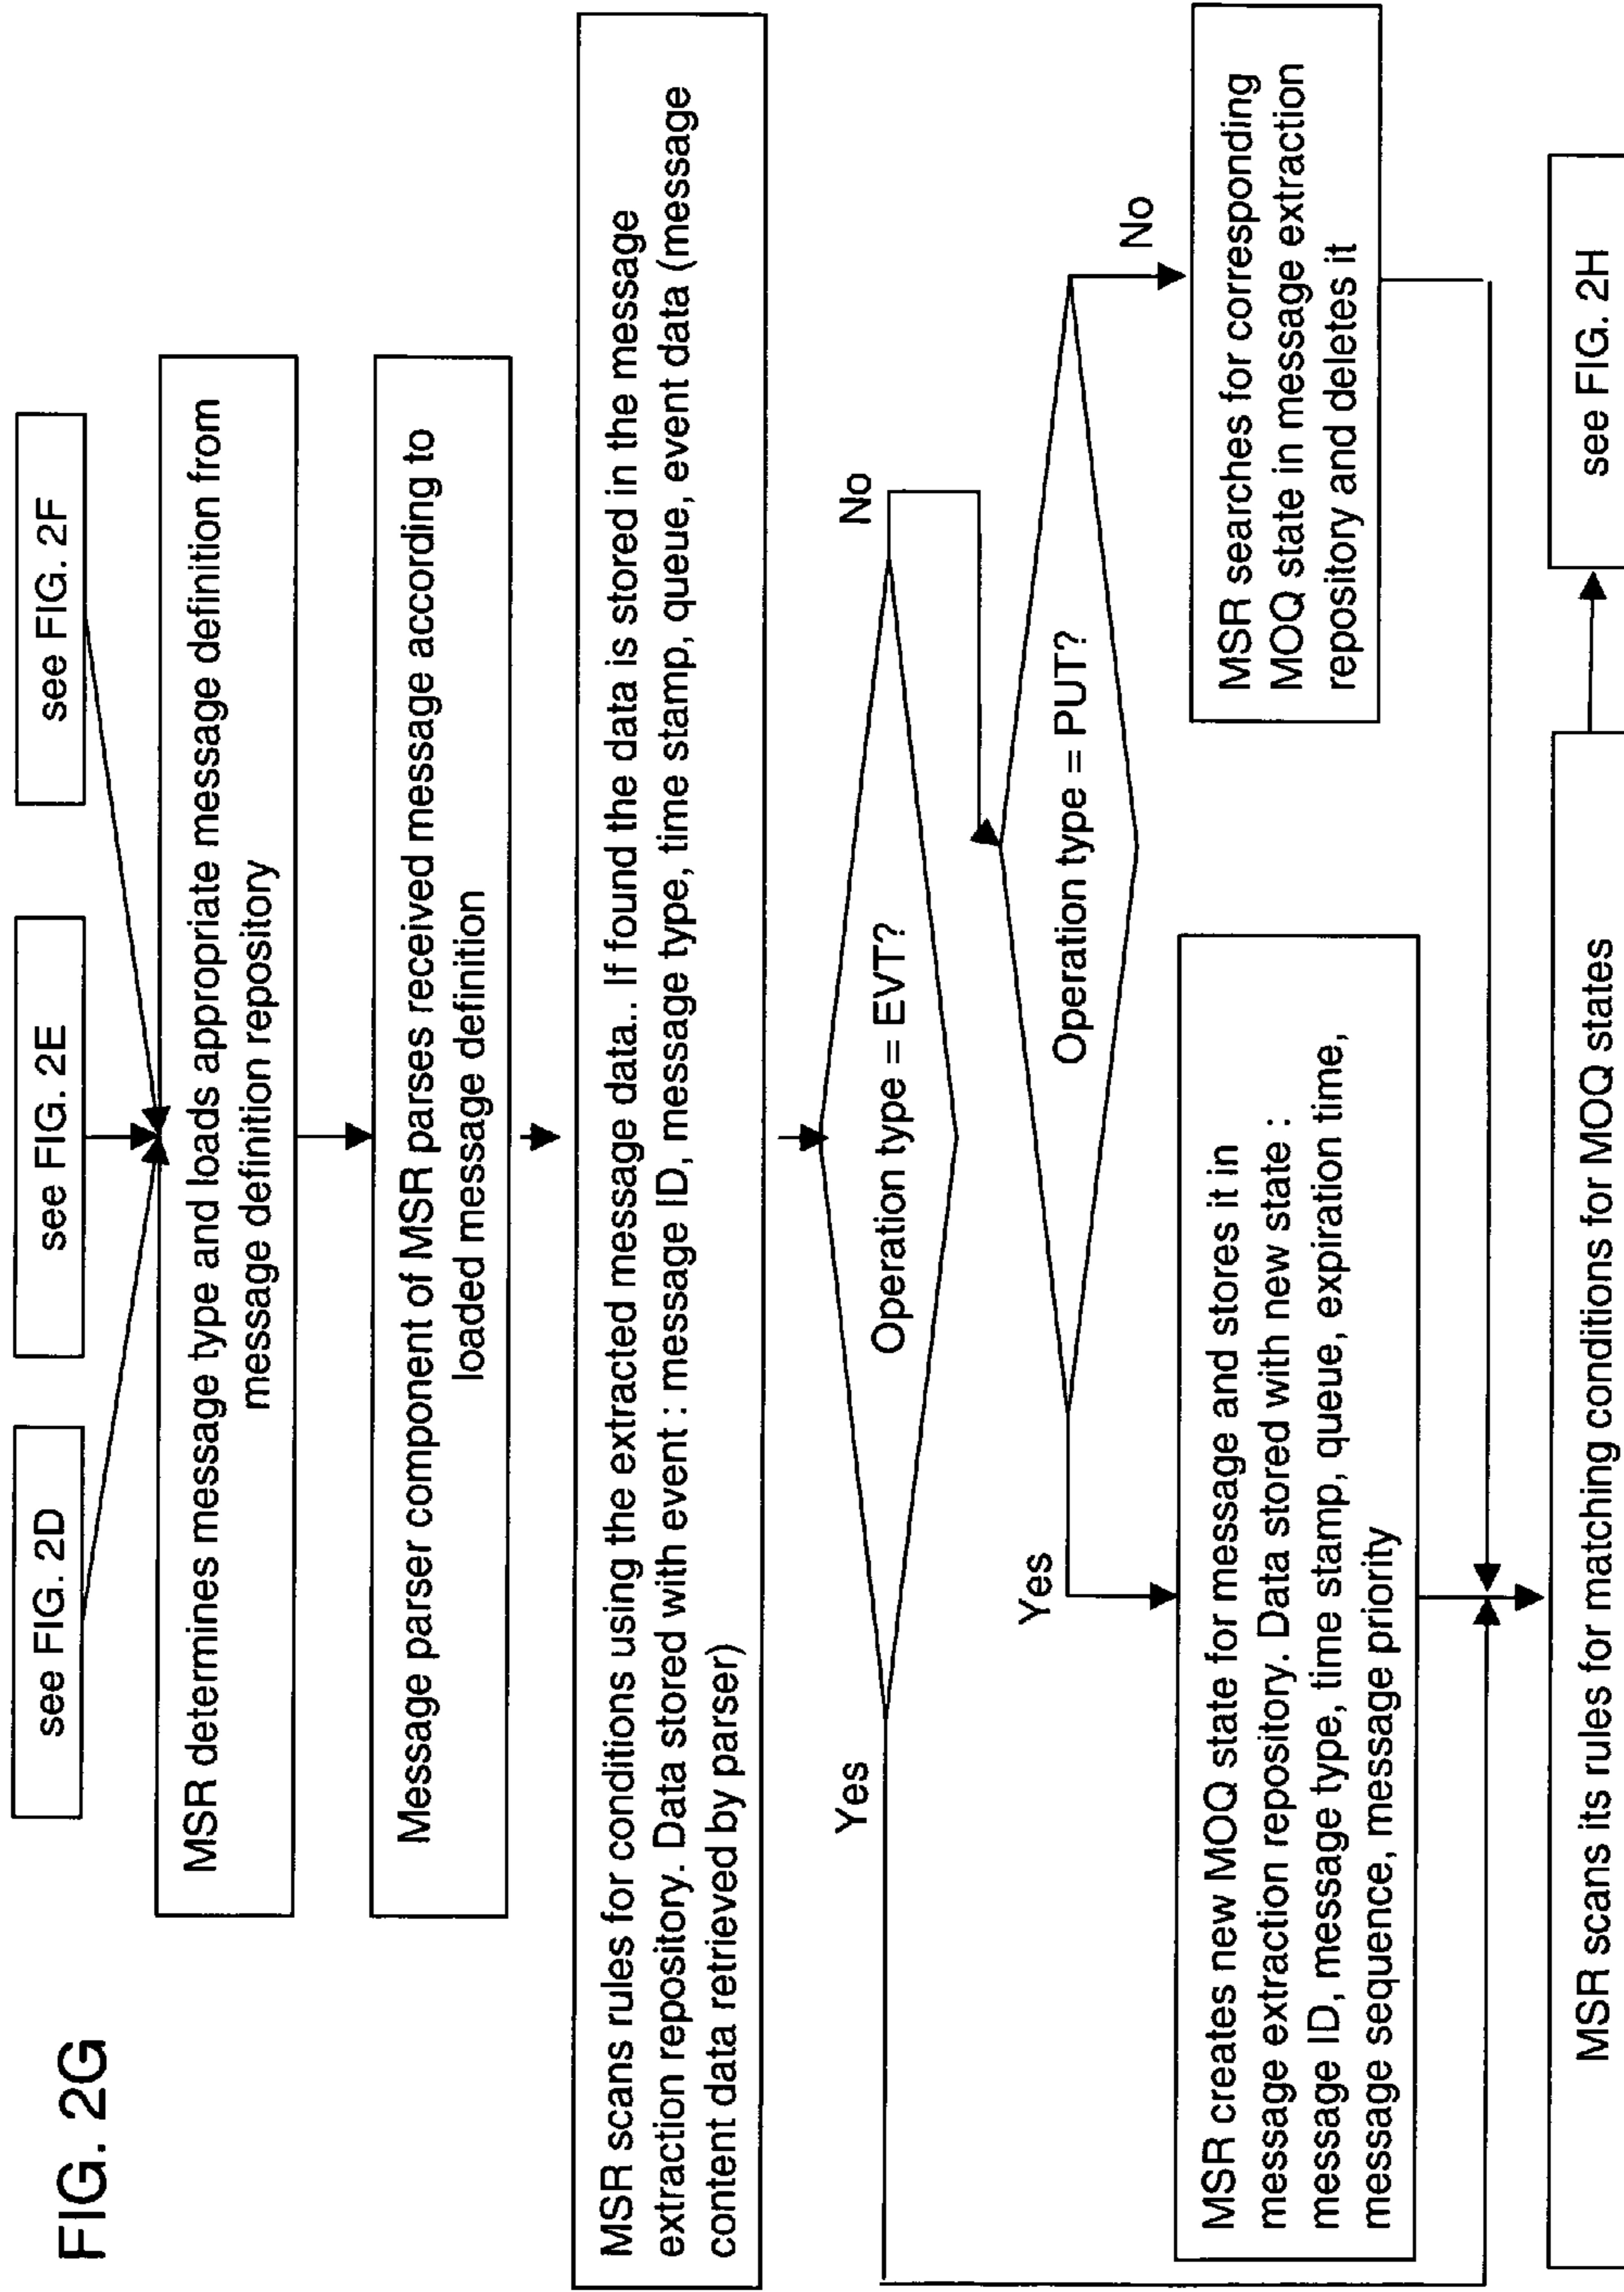 FIG. 2G
see FIG. 2D
see FIG. 2E
see FIG. 2F
MSR determines message type and loads appropriate message definition from
message definition repository
Message parser component of MSR parses received message according to
loaded message definition
MSR scans rules for conditions using the extracted message data.. If found the data is stored in the message
extraction repository. Data stored with event : message ID, message type, time stamp, queue, event data (message
content data retrieved by parser)
Operation type = EVT?
Yes
No
Operation type = PUT?
Yes
No
MSR creates new MOQ state for message and stores it in
message extraction repository. Data stored with new state :
message ID, message type, time stamp, queue, expiration time,
message sequence, message priority
MSR searches for corresponding
MOQ state in message extraction
repository and deletes it
MSR scans its rules for matching conditions for MOQ states
see FIG. 2H